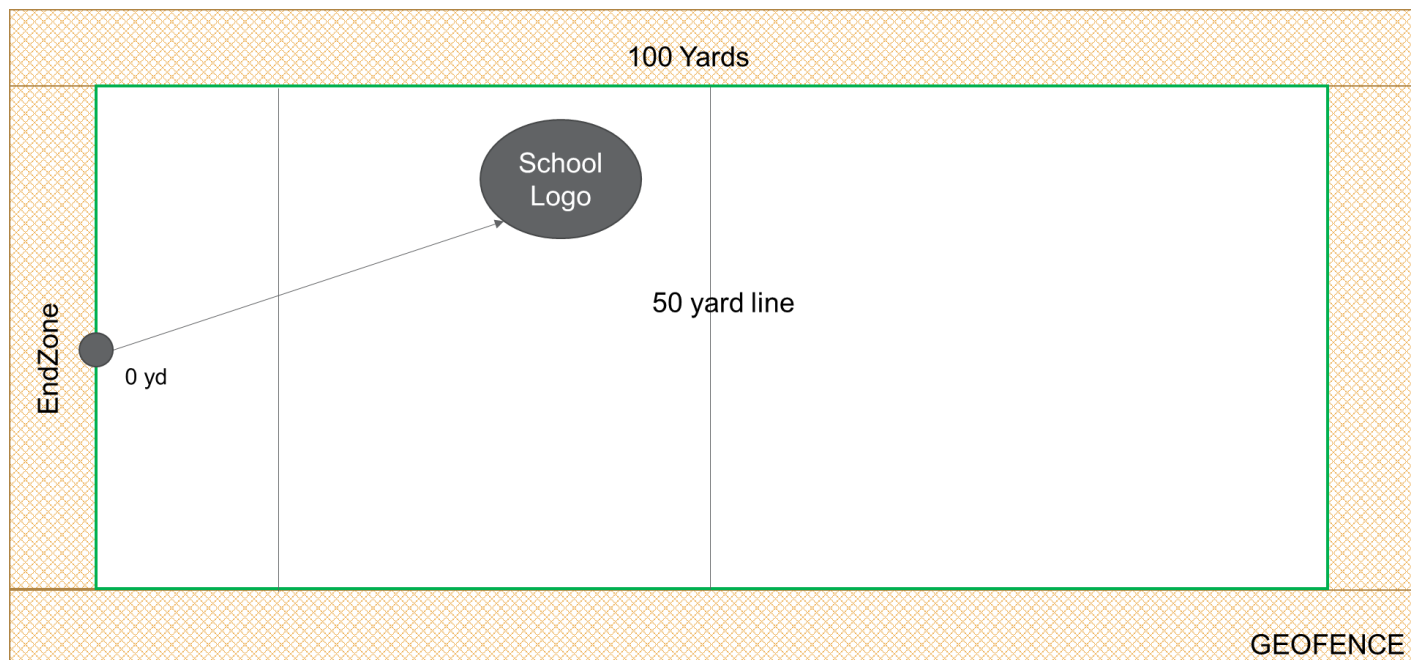 100 Yards
School
Logo
50 yard line
EndZone
0 yd
GEOFENCE